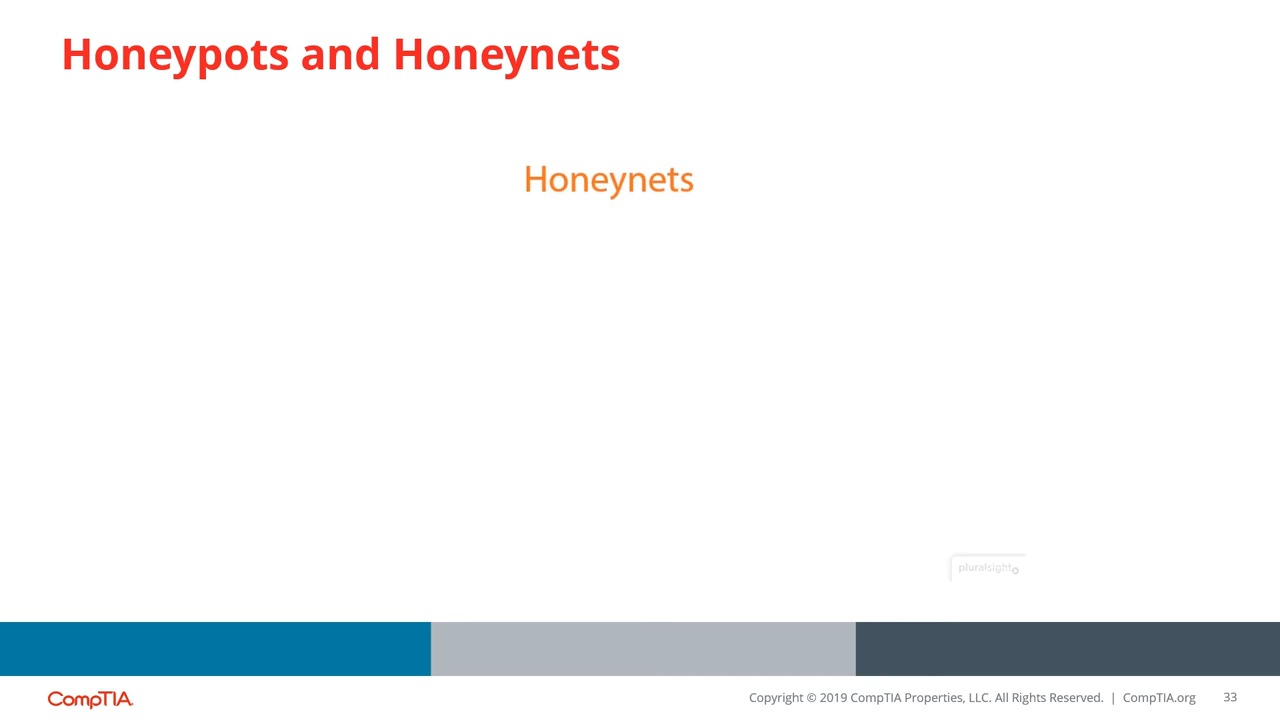 Honeypots and Honeynets
Honeynets
pluralsight
CompTIA.
Copyright © 2019 CompTIA Properties, LLC. All Rights Reserved. | CompTIA.org 33